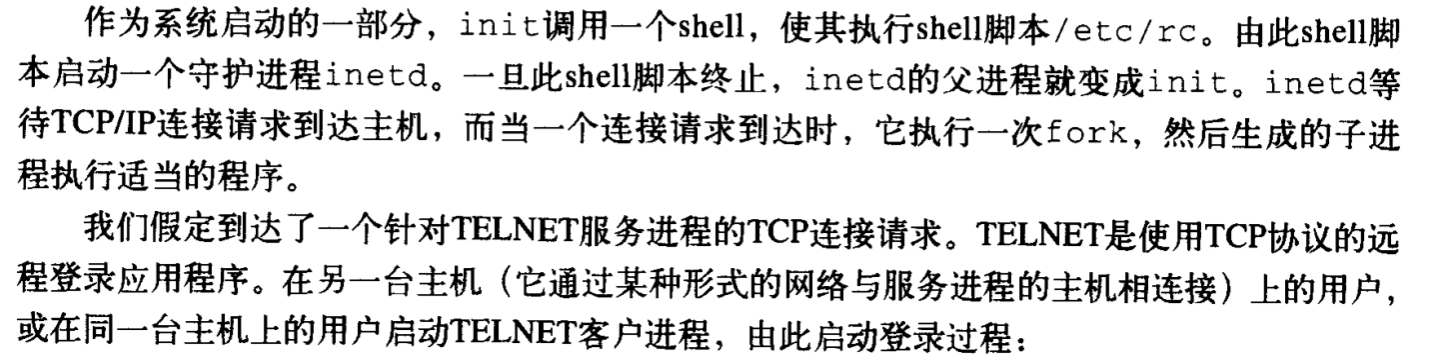 作为系统启动的一部分，init调用一个shell，使其执行shell脚本/etc/rc。由此shell脚
本启动一个守护进程inetd。一旦此shell脚本终止，inetd的父进程就变成init。inetd等
待TCP/IP连接请求到达主机，而当一个连接请求到达时，它执行一次fork，然后生成的子进
程执行适当的程序。
我们假定到达了一个针对TELNET服务进程的TCP连接请求。TELNET是使用TCP协议的远
程登录应用程序。在另一台主机（它通过某种形式的网络与服务进程的主机相连接）上的用户，
或在同一台主机上的用户启动TELNET客户进程，由此启动登录过程：